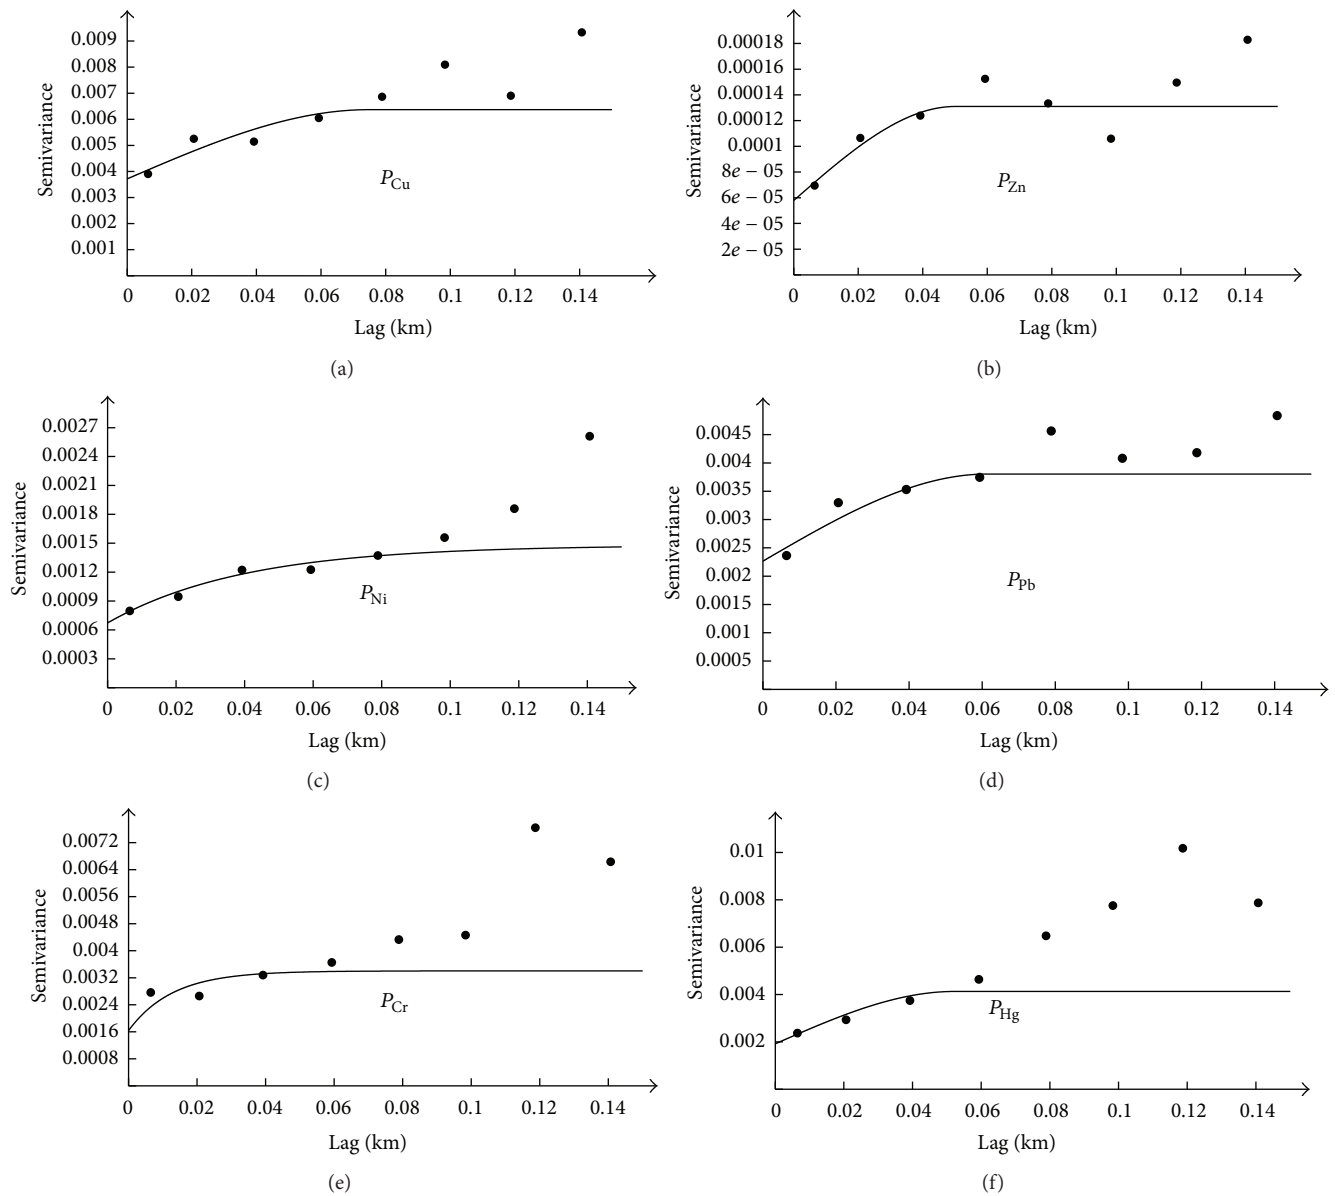 0.009
0.008
0.007
0.006
0.005
0.004
0.003
0.002
0.001
Semivariance
P_Cu
0 0.02 0.04 0.06 0.08 0.1 0.12 0.14
Lag (km)
(a)
0.00018
0.00016
0.00014
0.00012
0.0001
8e − 05
6e − 05
4e − 05
2e − 05
Semivariance
P_Zn
0 0.02 0.04 0.06 0.08 0.1 0.12 0.14
Lag (km)
(b)
0.0027
0.0024
0.0021
0.0018
0.0015
0.0012
0.0009
0.0006
0.0003
Semivariance
P_Ni
0 0.02 0.04 0.06 0.08 0.1 0.12 0.14
Lag (km)
(c)
0.0045
0.004
0.0035
0.003
0.0025
0.002
0.0015
0.001
0.0005
Semivariance
P_Pb
0 0.02 0.04 0.06 0.08 0.1 0.12 0.14
Lag (km)
(d)
0.0072
0.0064
0.0056
0.0048
0.004
0.0032
0.0024
0.0016
0.0008
Semivariance
P_Cr
0 0.02 0.04 0.06 0.08 0.1 0.12 0.14
Lag (km)
(e)
0.01
0.008
0.006
0.004
0.002
Semivariance
P_Hg
0 0.02 0.04 0.06 0.08 0.1 0.12 0.14
Lag (km)
(f)